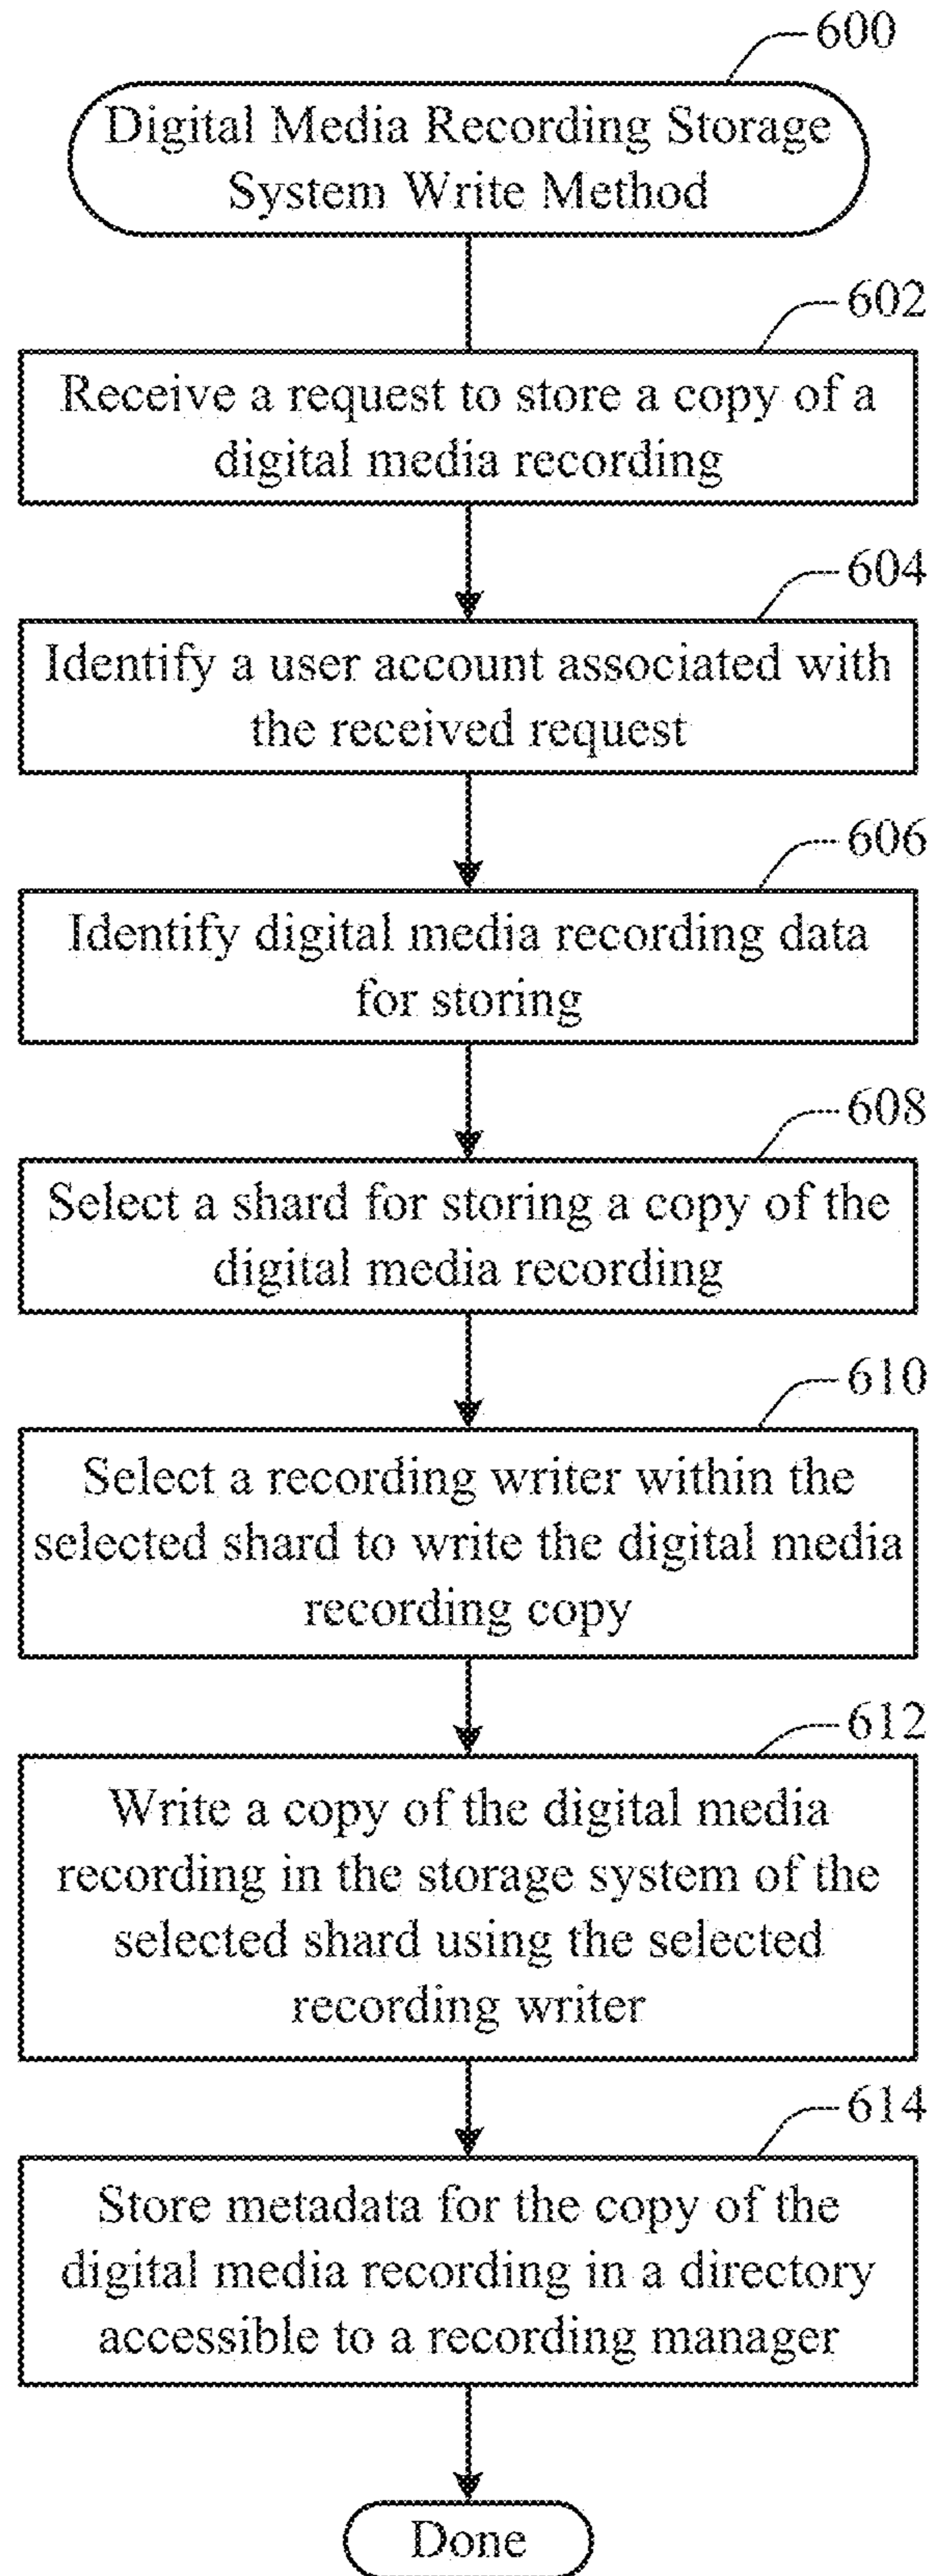 600
Digital Media Recording Storage
System Write Method
602
Receive a request to store a copy of a
digital media recording
604
Identify a user account associated with
the received request
606
Identify digital media recording data
for storing
608
Select a shard for storing a copy of the
digital media recording
610
Select a recording writer within the
selected shard to write the digital media
recording copy
612
Write a copy of the digital media
recording in the storage system of the
selected shard using the selected
recording writer
614
Store metadata for the copy of the
digital media recording in a directory
accessible to a recording manager
Done